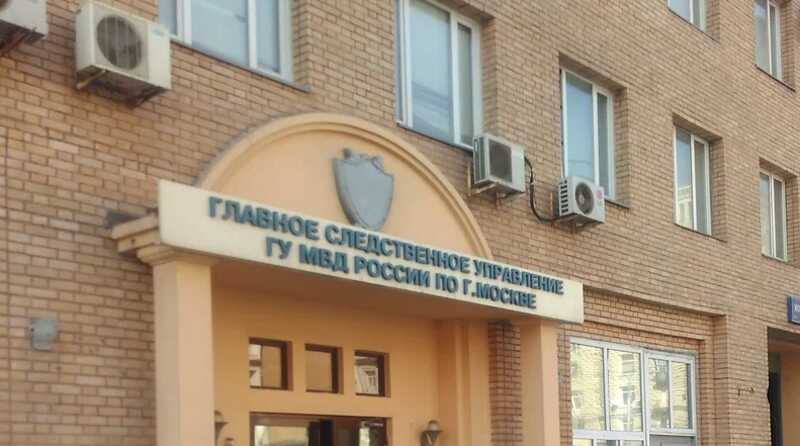 ГЛАВНОЕ СЛЕДСТВЕННОЕ УПРАВЛЕНИЕ
ГУ МВД РОССИИ ПО Г.МОСКВЕ